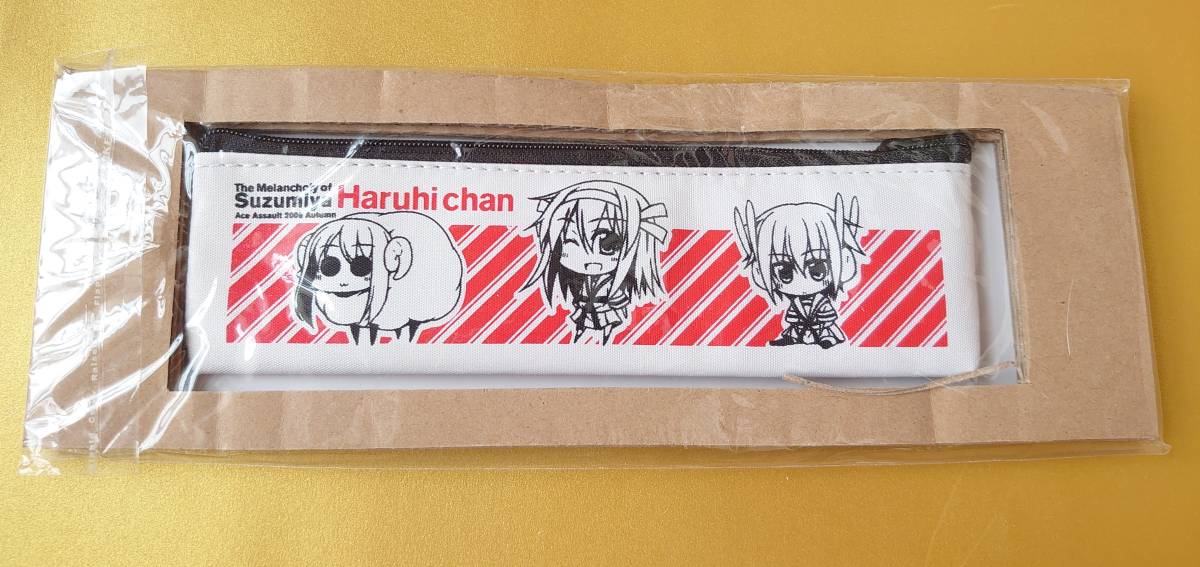 The Melancholy of
Suzumiya Haruhi chan
Ace Assault 2008 Autumn